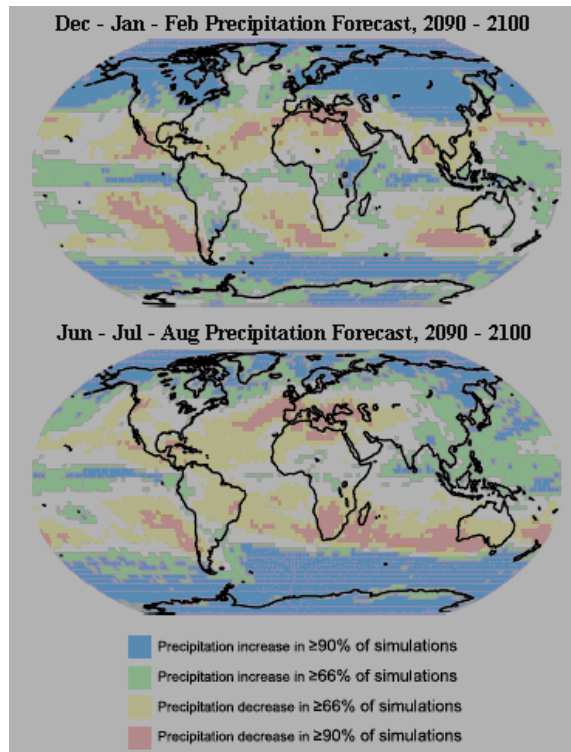 Dec - Jan - Feb Precipitation Forecast, 2090 - 2100
Jun - Jul - Aug Precipitation Forecast, 2090 - 2100
Precipitation increase in ≥90% of simulations
Precipitation increase in ≥66% of simulations
Precipitation decrease in ≥66% of simulations
Precipitation decrease in ≥90% of simulations